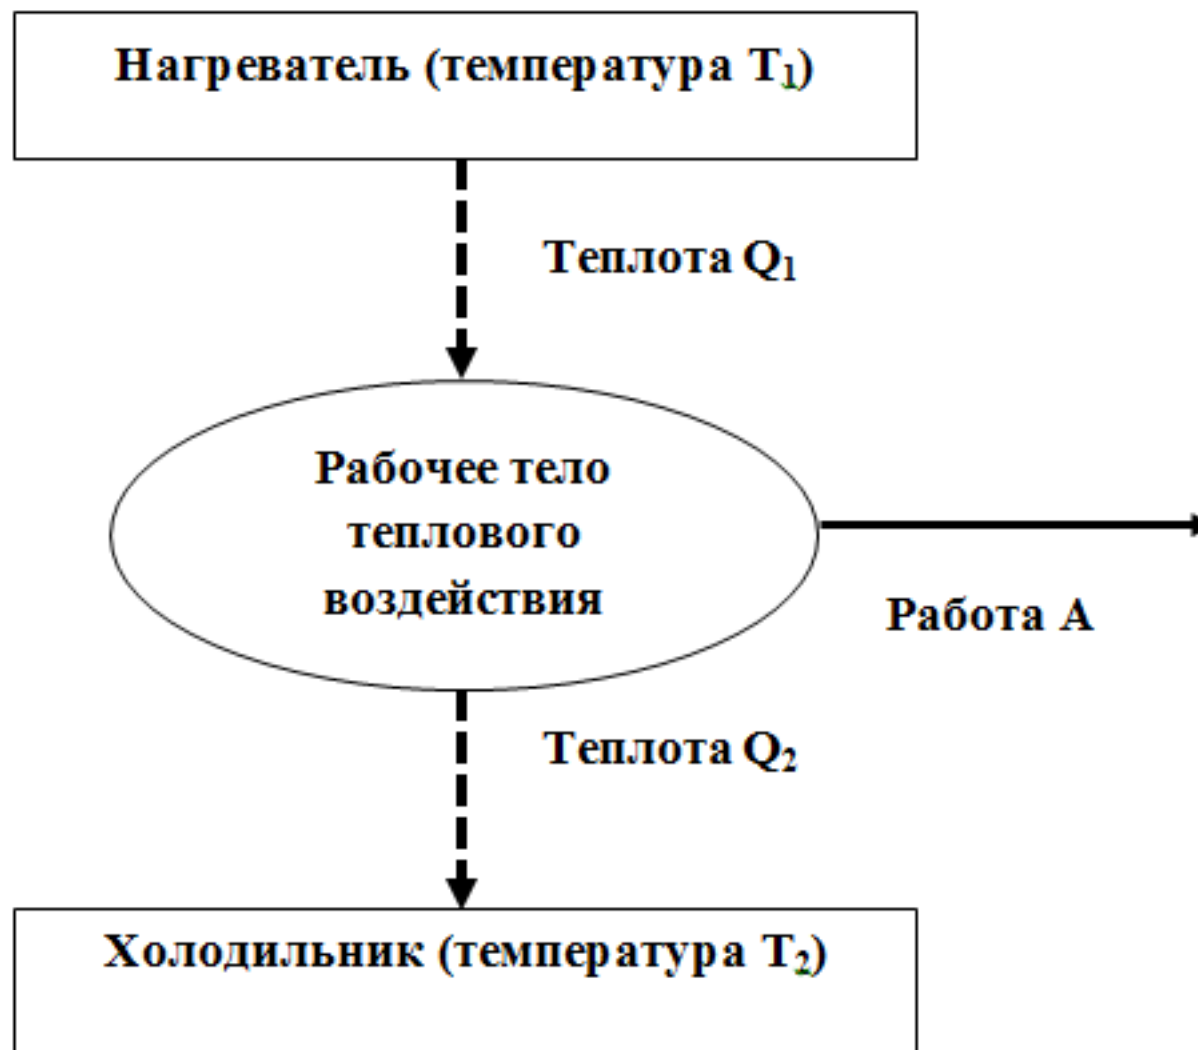 Нагреватель (температура T₁)
Теплота Q₁
Рабочее тело
теплового
воздействия
Работа А
Теплота Q₂
Холодильник (температура T₂)